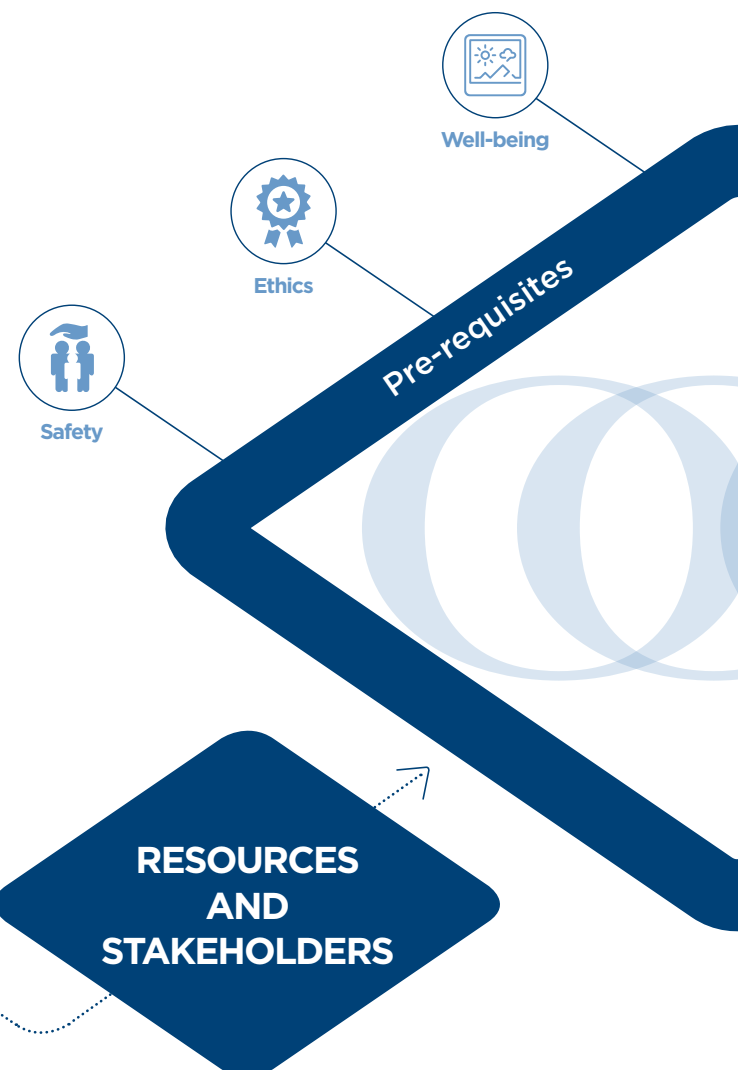 Well-being
Ethics
Pre-requisites
Safety
RESOURCES
AND
STAKEHOLDERS